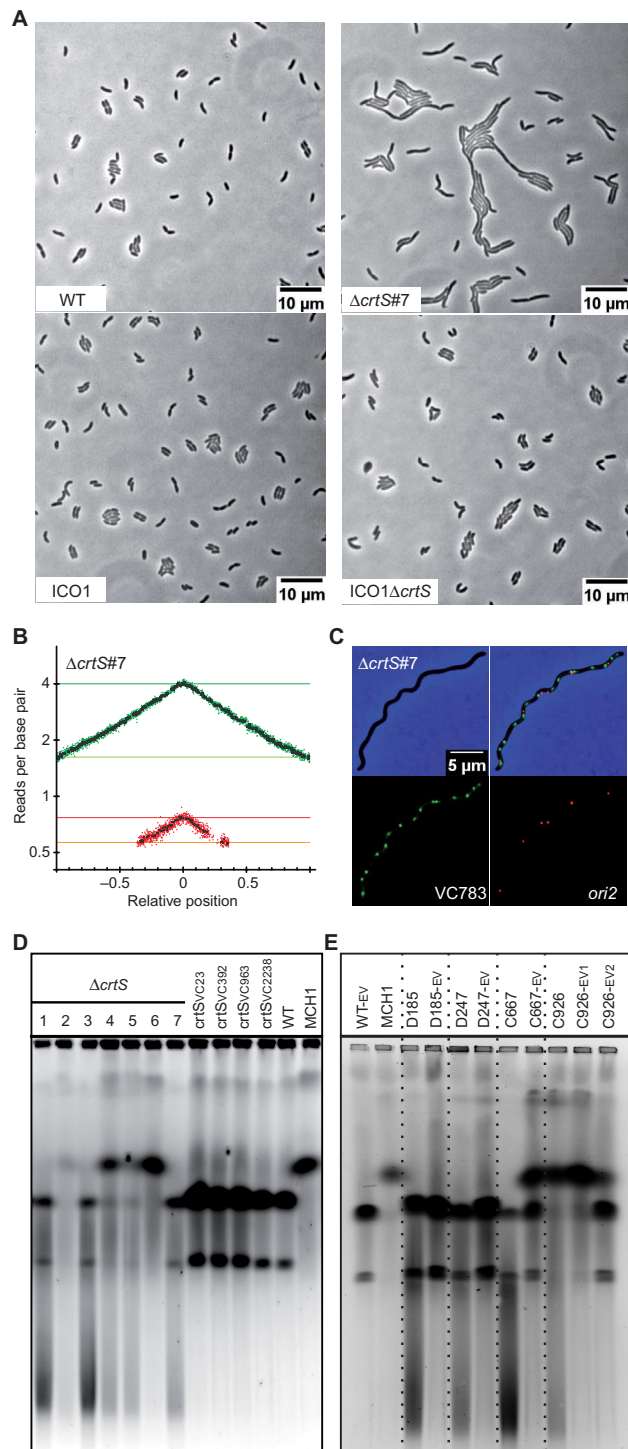 A
WT
10 µm
ΔcrtS#7
10 µm
ICO1
10 µm
ICO1ΔcrtS
10 µm
B
ΔcrtS#7
Reads per base pair
4
2
1
0.5
−0.5 0 0.5
Relative position
C
ΔcrtS#7
5 µm
VC783
ori2
D
ΔcrtS
1 2 3 4 5 6 7
crtSVC23
crtSVC392
crtSVC963
crtSVC2238
WT
MCH1
E
WT-EV
MCH1
D185
D185-EV
D247
D247-EV
C667
C667-EV
C926
C926-EV1
C926-EV2